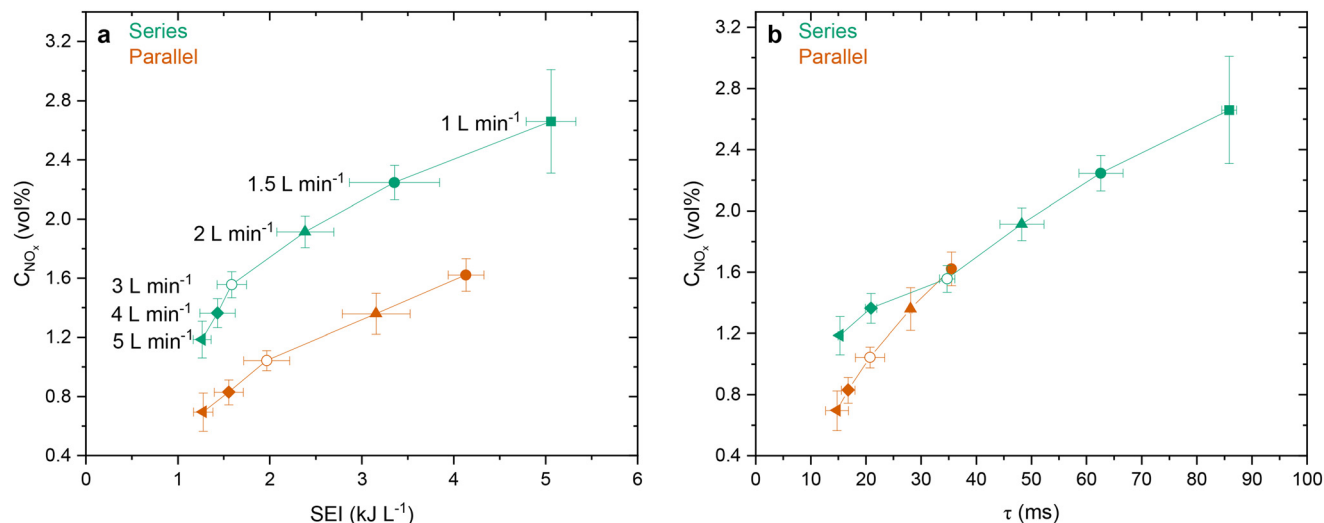 a
Series
Parallel
3.2
2.8
2.4
2.0
1.6
1.2
0.8
0.4
C_NOx (vol%)
1 L min⁻¹
1.5 L min⁻¹
2 L min⁻¹
3 L min⁻¹
4 L min⁻¹
5 L min⁻¹
0 1 2 3 4 5 6
SEI (kJ L⁻¹)
b
Series
Parallel
3.2
2.8
2.4
2.0
1.6
1.2
0.8
0.4
C_NOx (vol%)
0 10 20 30 40 50 60 70 80 90 100
τ (ms)